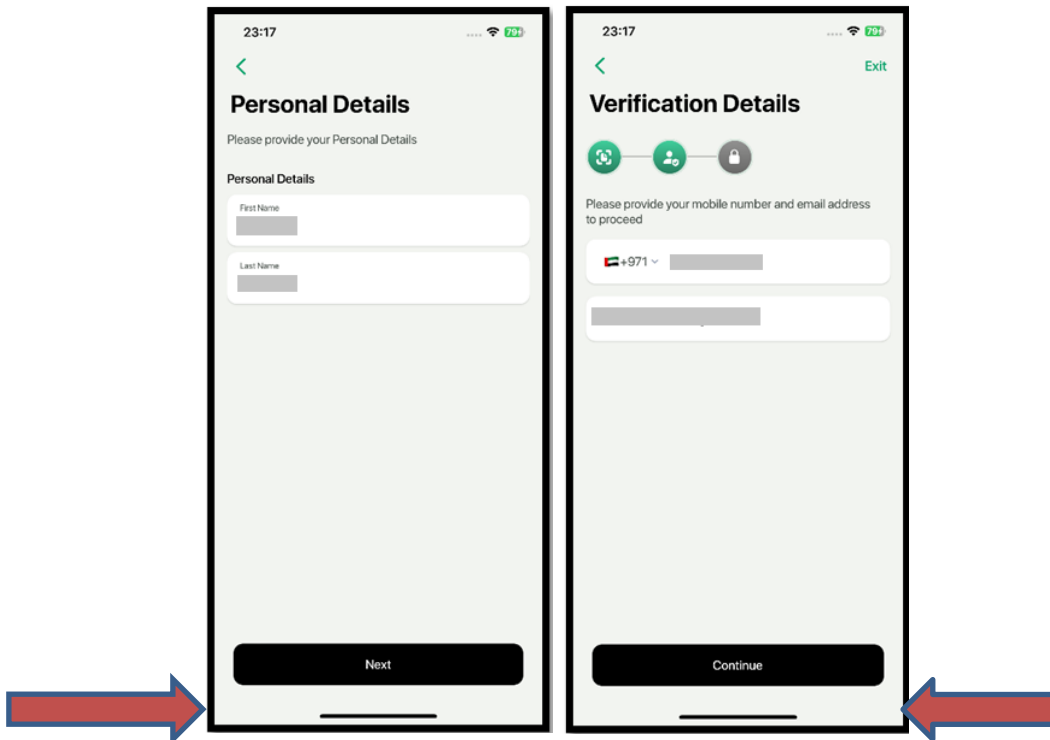 23:17
79
Personal Details
Please provide your Personal Details
Personal Details
First Name
Last Name
Next
23:17
79
Exit
Verification Details
Please provide your mobile number and email address
to proceed
+971
Continue